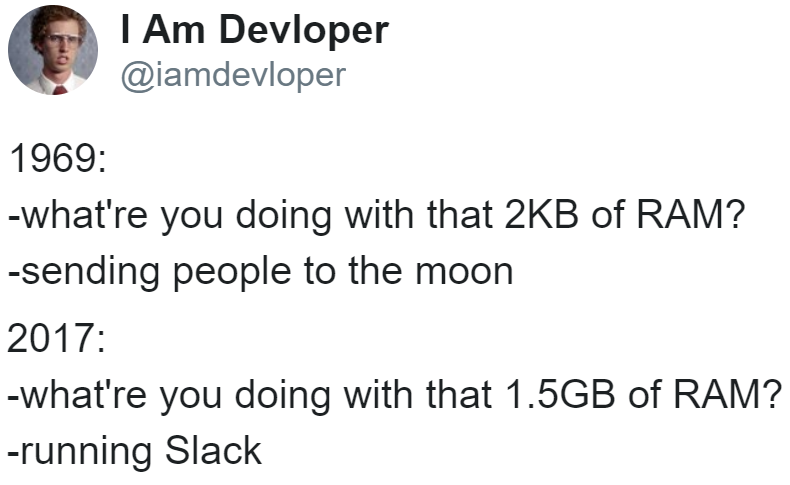 I Am Devloper
@iamdevloper
1969:
-what're you doing with that 2KB of RAM?
-sending people to the moon
2017:
-what're you doing with that 1.5GB of RAM?
-running Slack